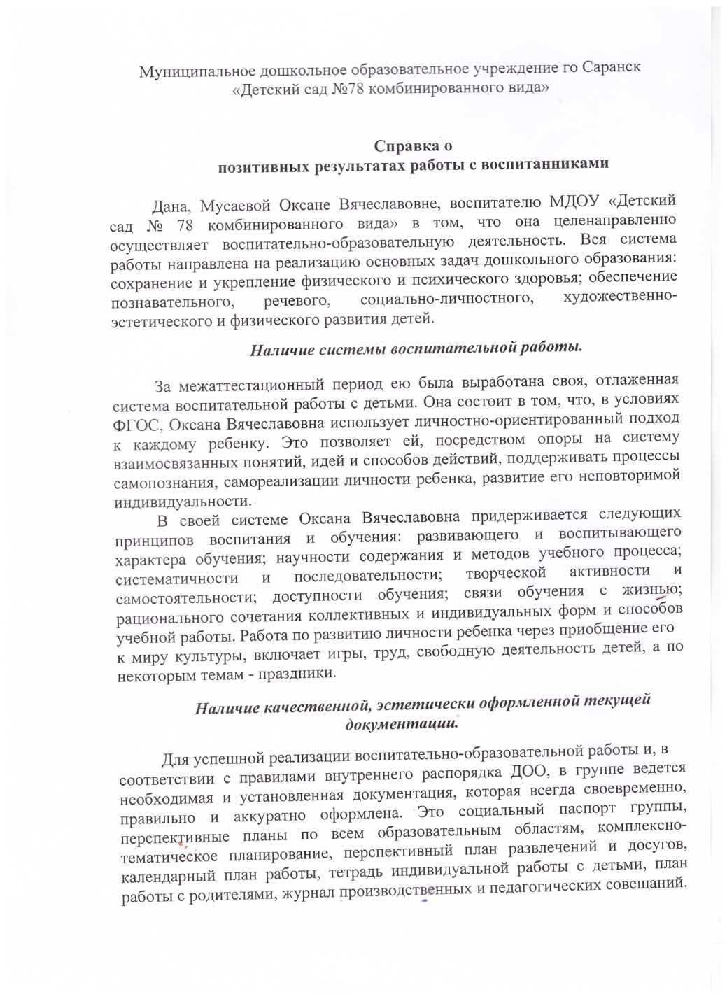 Муниципальное дошкольное образовательное учреждение го Саранск
«Детский сад №78 комбинированного вида»
Справка о
позитивных результатах работы с воспитанниками
Дана, Мусаевой Оксане Вячеславовне, воспитателю МДОУ «Детский
сад № 78 комбинированного вида» в том, что она целенаправленно
осуществляет воспитательно-образовательную деятельность. Вся система
работы направлена на реализацию основных задач дошкольного образования:
сохранение и укрепление физического и психического здоровья; обеспечение
познавательного, речевого, социально-личностного, художественно-
эстетического и физического развития детей.
Наличие системы воспитательной работы.
За межаттестационный период ею была выработана своя, отлаженная
система воспитательной работы с детьми. Она состоит в том, что, в условиях
ФГОС, Оксана Вячеславовна использует личностно-ориентированный подход
к каждому ребенку. Это позволяет ей, посредством опоры на систему
взаимосвязанных понятий, идей и способов действий, поддерживать процессы
самопознания, самореализации личности ребенка, развитие его неповторимой
индивидуальности.
В своей системе Оксана Вячеславовна придерживается следующих
принципов воспитания и обучения: развивающего и воспитывающего
характера обучения; научности содержания и методов учебного процесса;
систематичности и последовательности; творческой активности и
самостоятельности; доступности обучения; связи обучения с жизнью;
рационального сочетания коллективных и индивидуальных форм и способов
учебной работы. Работа по развитию личности ребенка через приобщение его
к миру культуры, включает игры, труд, свободную деятельность детей, а по
некоторым темам - праздники.
Наличие качественной, эстетически оформленной текущей
документации.
Для успешной реализации воспитательно-образовательной работы и, в
соответствии с правилами внутреннего распорядка ДОО, в группе ведется
необходимая и установленная документация, которая всегда своевременно,
правильно и аккуратно оформлена. Это социальный паспорт группы,
перспективные планы по всем образовательным областям, комплексно-
тематическое планирование, перспективный план развлечений и досугов,
календарный план работы, тетрадь индивидуальной работы с детьми, план
работы с родителями, журнал производственных и педагогических совещаний.